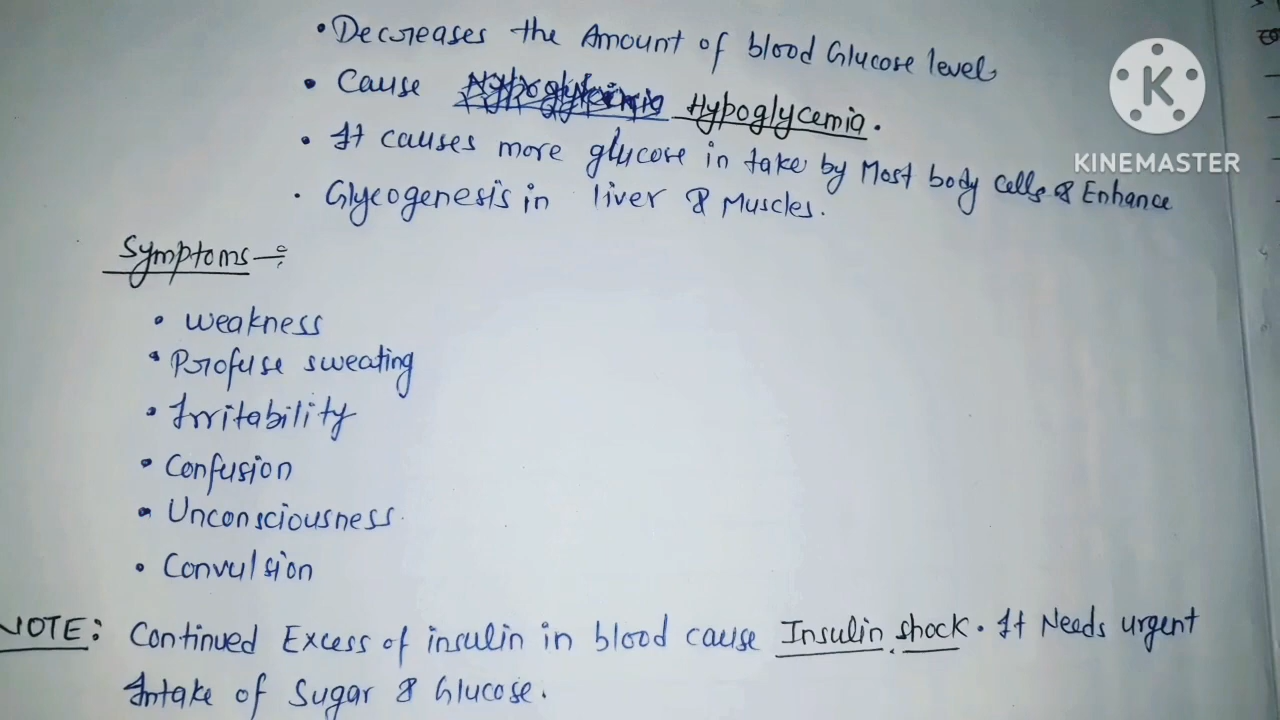 • Decreases the Amount of blood Glucose level
• Cause Hypoglycemia.
• It causes more glucose in take by Most body cells & Enhance
• Glycogenesis in liver & Muscles.
Symptoms :-
• Weakness
• Profuse sweating
• Irritability
• Confusion
• Unconsciousness.
• Convulsion
NOTE: Continued Excess of insulin in blood cause Insulin shock. It Needs urgent
Intake of Sugar & Glucose.
K
KINEMASTER